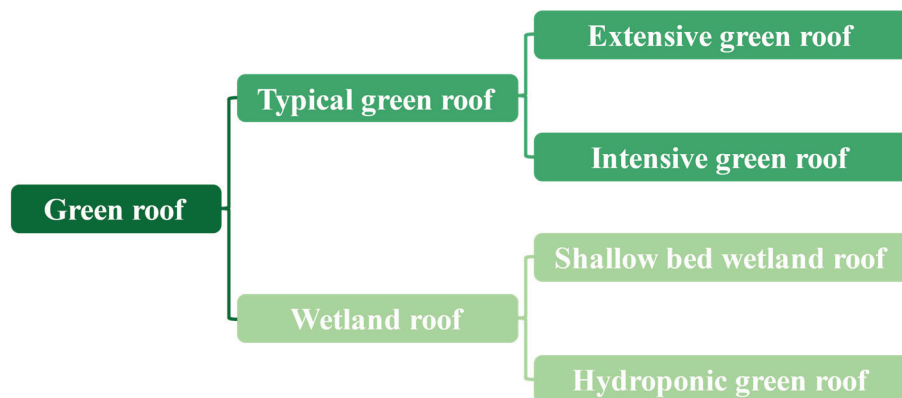 Extensive green roof
Typical green roof
Intensive green roof
Green roof
Shallow bed wetland roof
Wetland roof
Hydroponic green roof